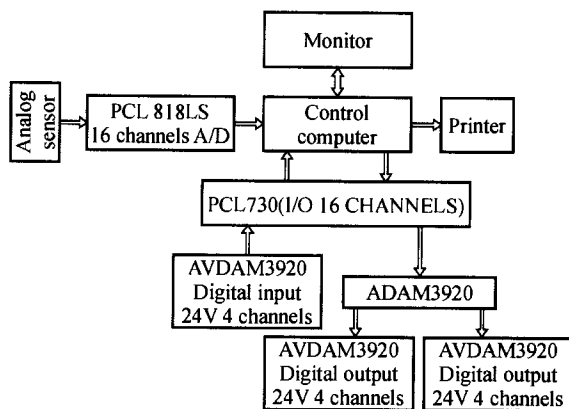 Monitor
Analog
sensor
PCL 818LS
16 channels A/D
Control
computer
Printer
PCL730(I/O 16 CHANNELS)
AVDAM3920
Digital input
24V 4 channels
ADAM3920
AVDAM3920
Digital output
24V 4 channels
AVDAM3920
Digital output
24V 4 channels